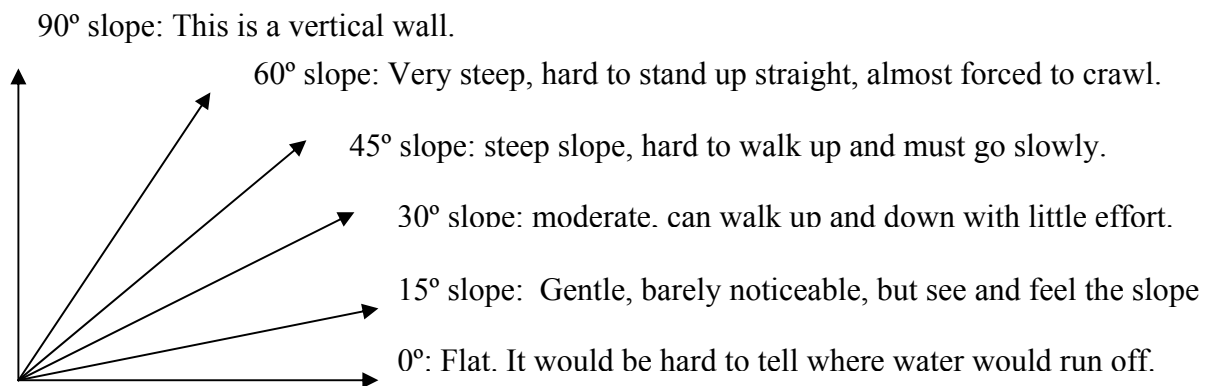 90º slope: This is a vertical wall.
60º slope: Very steep, hard to stand up straight, almost forced to crawl.
45º slope: steep slope, hard to walk up and must go slowly.
30º slope: moderate, can walk up and down with little effort.
15º slope:  Gentle, barely noticeable, but see and feel the slope
0º: Flat. It would be hard to tell where water would run off.